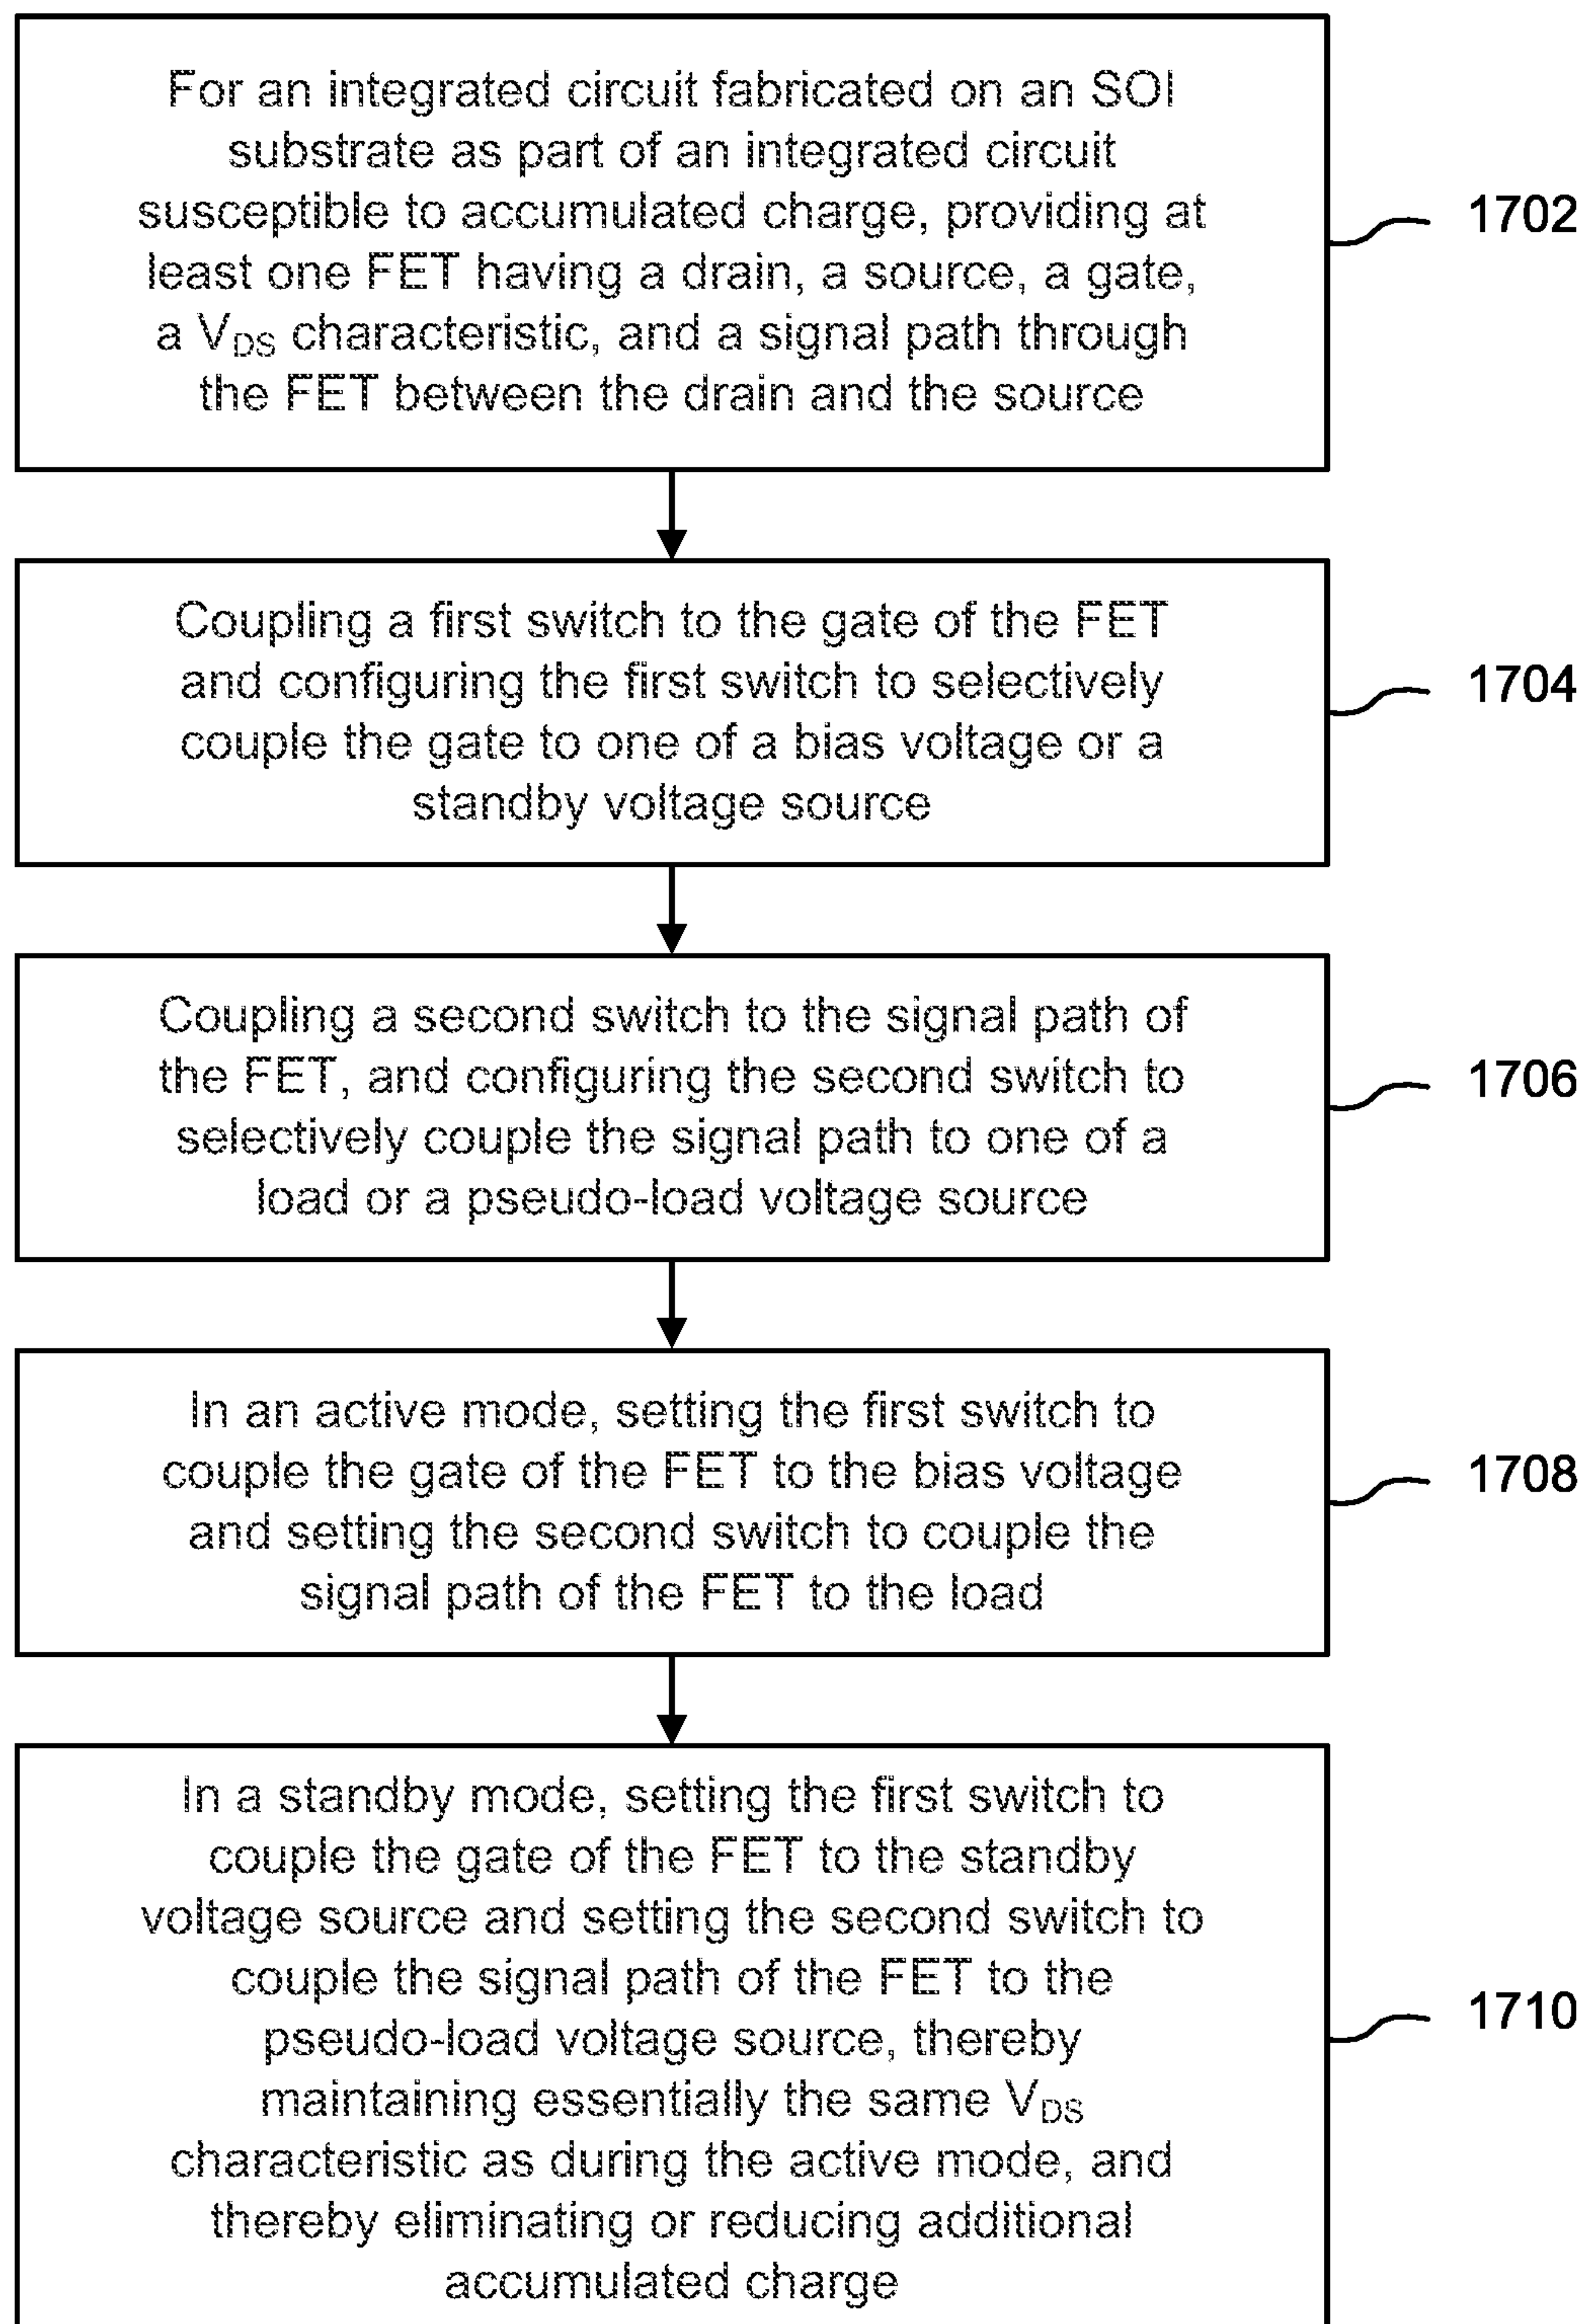 For an integrated circuit fabricated on an SOI
substrate as part of an integrated circuit
susceptible to accumulated charge, providing at
least one FET having a drain, a source, a gate,
a VDS characteristic, and a signal path through
the FET between the drain and the source
1702
Coupling a first switch to the gate of the FET
and configuring the first switch to selectively
couple the gate to one of a bias voltage or a
standby voltage source
1704
Coupling a second switch to the signal path of
the FET, and configuring the second switch to
selectively couple the signal path to one of a
load or a pseudo-load voltage source
1706
In an active mode, setting the first switch to
couple the gate of the FET to the bias voltage
and setting the second switch to couple the
signal path of the FET to the load
1708
In a standby mode, setting the first switch to
couple the gate of the FET to the standby
voltage source and setting the second switch to
couple the signal path of the FET to the
pseudo-load voltage source, thereby
maintaining essentially the same VDS
characteristic as during the active mode, and
thereby eliminating or reducing additional
accumulated charge
1710